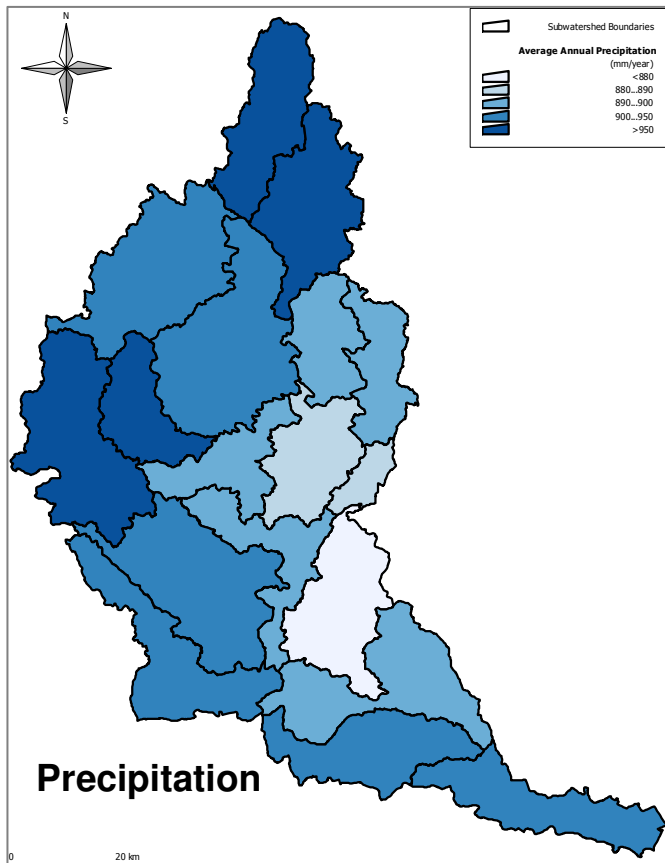 N
S
Subwatershed Boundaries
Average Annual Precipitation
(mm/year)
<880
880...890
890...900
900...950
>950
Precipitation
0 20 km